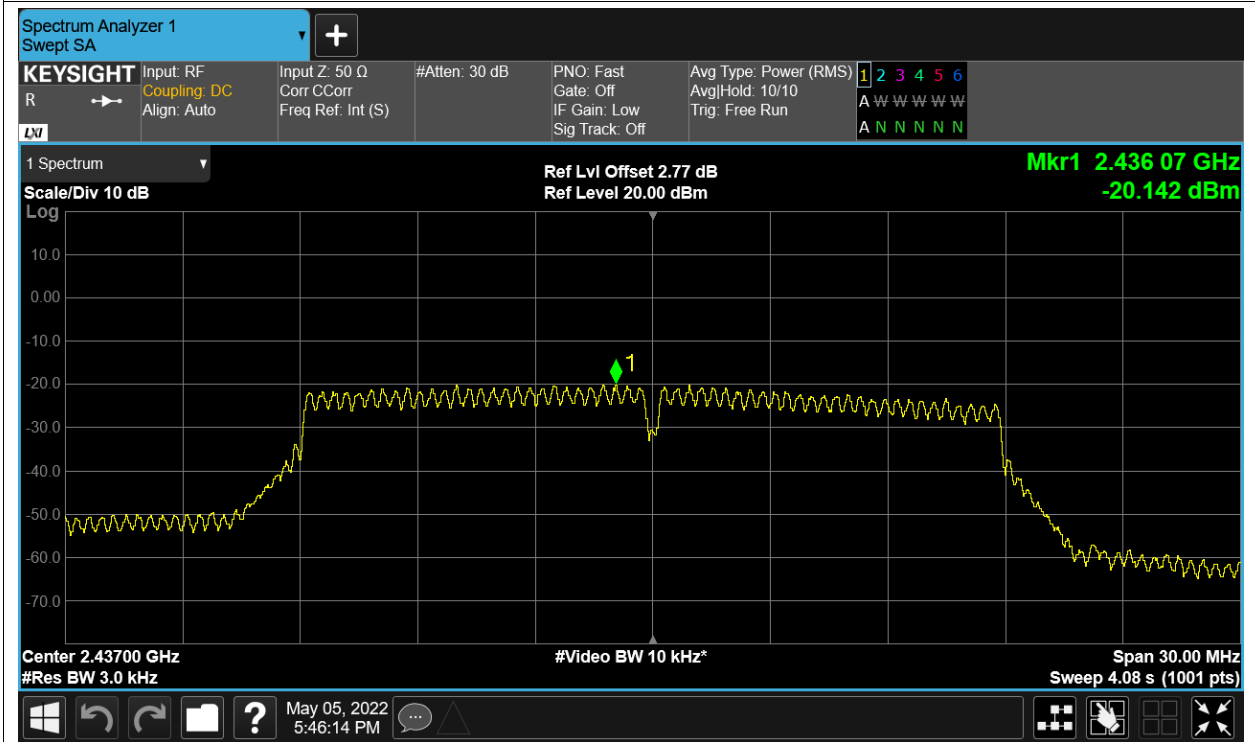 Spectrum Analyzer 1
Swept SA
+
KEYSIGHT
R
LXI
Input: RF
Coupling: DC
Align: Auto
Input Z: 50 Ω
Corr CCorr
Freq Ref: Int (S)
#Atten: 30 dB
PNO: Fast
Gate: Off
IF Gain: Low
Sig Track: Off
Avg Type: Power (RMS)
Avg|Hold: 10/10
Trig: Free Run
1 2 3 4 5 6
A W W W W W
A N N N N N
1 Spectrum
Scale/Div 10 dB
Ref Lvl Offset 2.77 dB
Ref Level 20.00 dBm
Mkr1 2.436 07 GHz
-20.142 dBm
Log
10.0
0.00
-10.0
-20.0
-30.0
-40.0
-50.0
-60.0
-70.0
1
Center 2.43700 GHz
#Res BW 3.0 kHz
#Video BW 10 kHz*
Span 30.00 MHz
Sweep 4.08 s (1001 pts)
?
May 05, 2022
5:46:14 PM